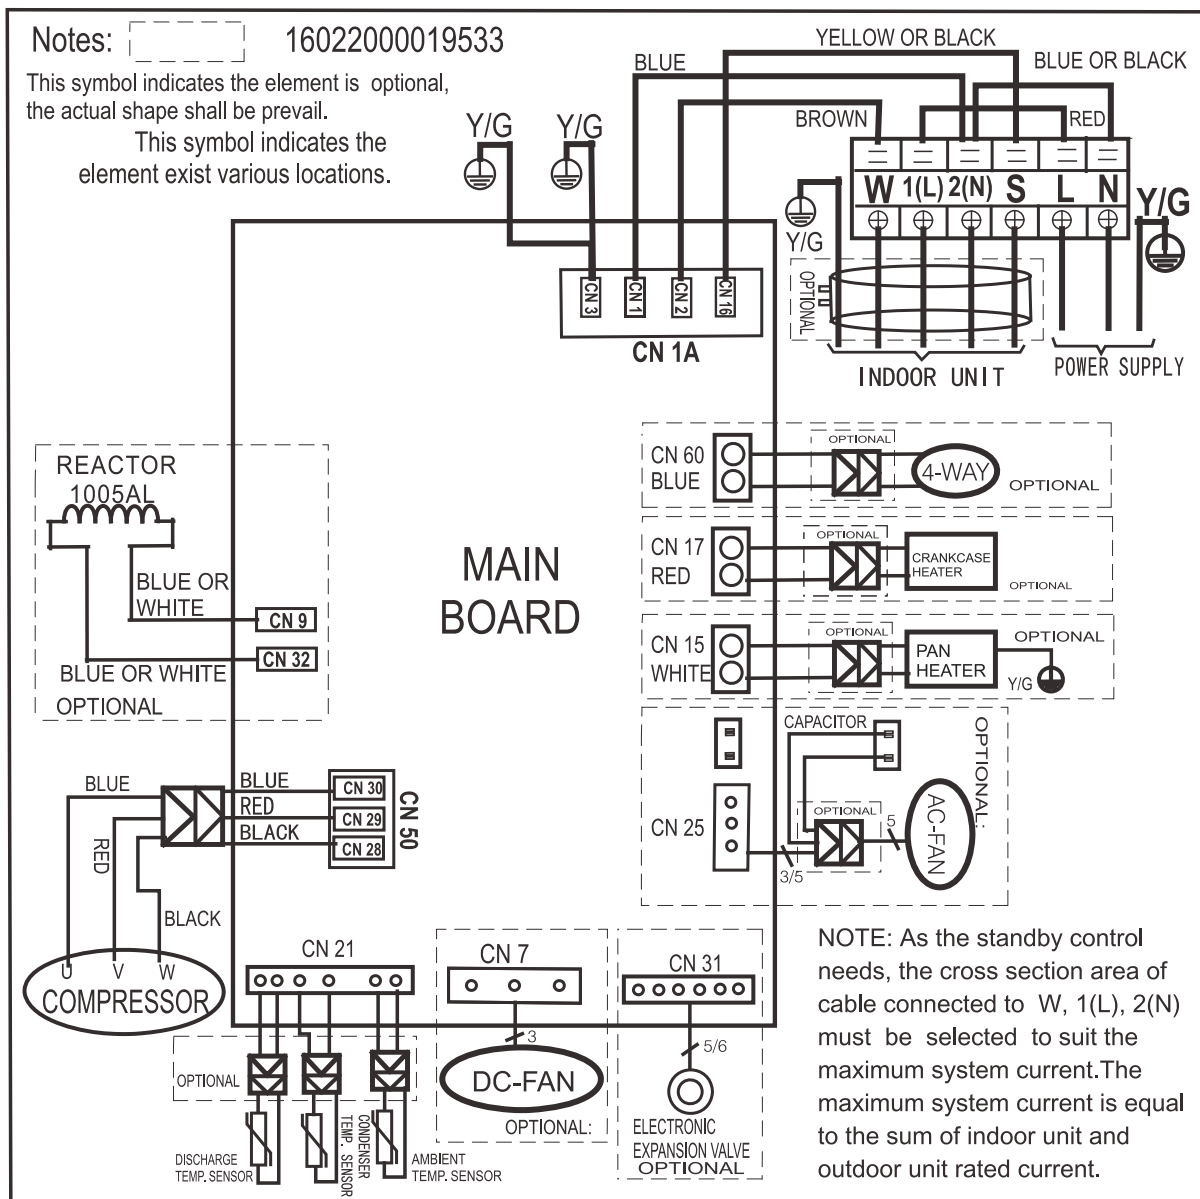 Notes: 16022000019533
This symbol indicates the element is optional,
the actual shape shall be prevail.
This symbol indicates the
element exist various locations.
YELLOW OR BLACK
BLUE
BLUE OR BLACK
BROWN
RED
Y/G
Y/G
W 1(L) 2(N) S L N
Y/G
Y/G
OPTIONAL
INDOOR UNIT
POWER SUPPLY
CN 3
CN 1
CN 2
CN 16
CN 1A
REACTOR
1005AL
BLUE OR
WHITE
CN 9
CN 32
BLUE OR WHITE
OPTIONAL
MAIN
BOARD
CN 60
BLUE
OPTIONAL
4-WAY
OPTIONAL
CN 17
RED
OPTIONAL
CRANKCASE
HEATER
OPTIONAL
CN 15
WHITE
OPTIONAL
PAN
HEATER
OPTIONAL
Y/G
CAPACITOR
OPTIONAL:
CN 25
OPTIONAL
3/5
5
AC-FAN
BLUE
RED
BLACK
BLUE
RED
BLACK
CN 30
CN 29
CN 28
CN 50
U V W
COMPRESSOR
CN 21
OPTIONAL
DISCHARGE
TEMP. SENSOR
CONDENSER
TEMP. SENSOR
AMBIENT
TEMP. SENSOR
CN 7
3
DC-FAN
OPTIONAL:
CN 31
5/6
ELECTRONIC
EXPANSION VALVE
OPTIONAL
NOTE: As the standby control
needs, the cross section area of
cable connected to W, 1(L), 2(N)
must be selected to suit the
maximum system current.The
maximum system current is equal
to the sum of indoor unit and
outdoor unit rated current.